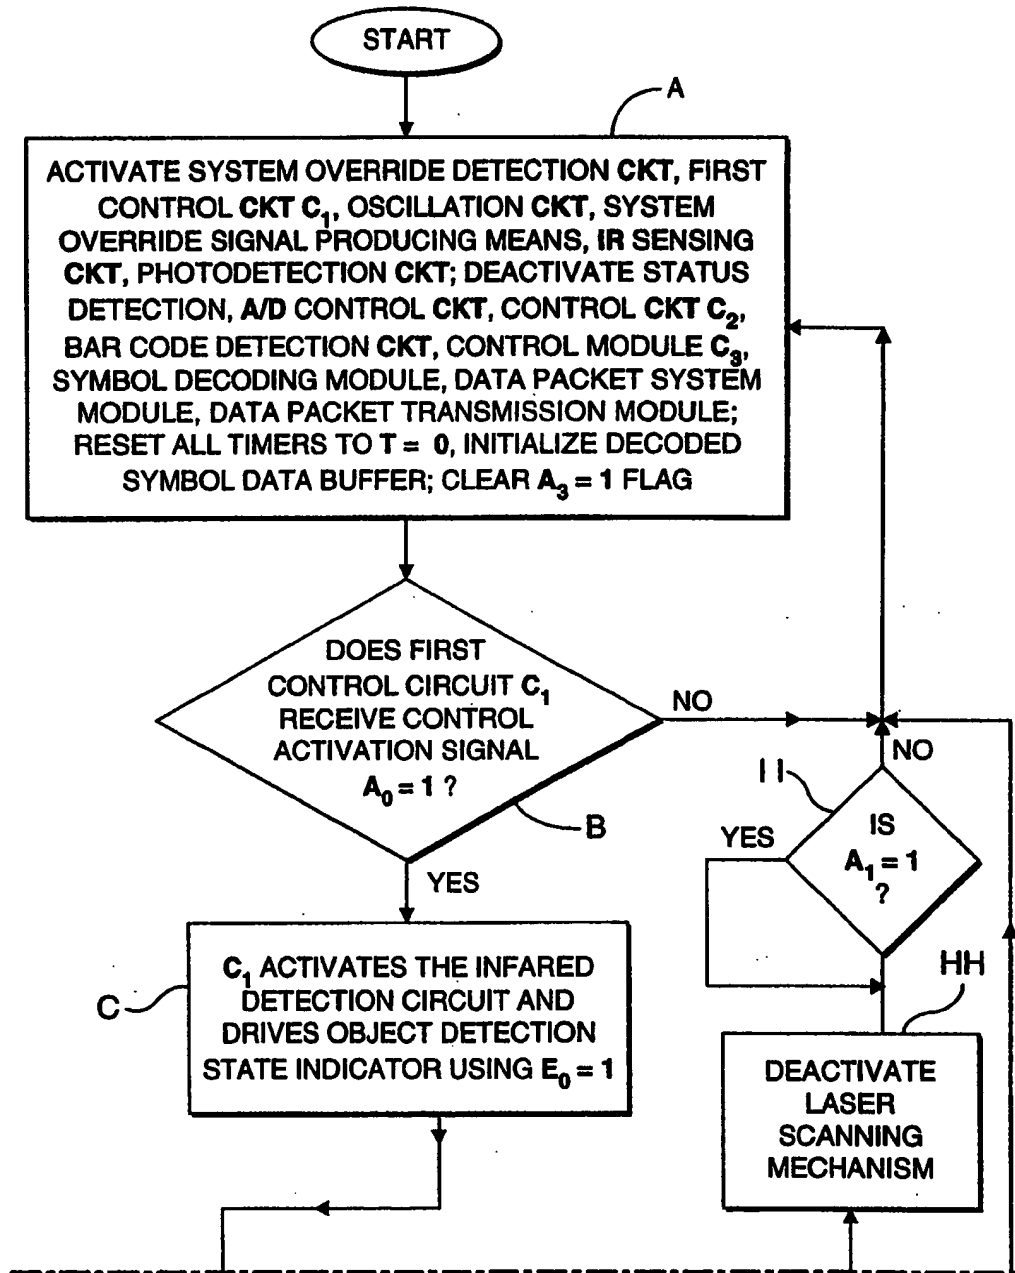 START
A
ACTIVATE SYSTEM OVERRIDE DETECTION CKT, FIRST
CONTROL CKT C₁, OSCILLATION CKT, SYSTEM
OVERRIDE SIGNAL PRODUCING MEANS, IR SENSING
CKT, PHOTODETECTION CKT; DEACTIVATE STATUS
DETECTION, A/D CONTROL CKT, CONTROL CKT C₂,
BAR CODE DETECTION CKT, CONTROL MODULE C₃,
SYMBOL DECODING MODULE, DATA PACKET SYSTEM
MODULE, DATA PACKET TRANSMISSION MODULE;
RESET ALL TIMERS TO T = 0, INITIALIZE DECODED
SYMBOL DATA BUFFER; CLEAR A₃ = 1 FLAG
DOES FIRST
CONTROL CIRCUIT C₁
RECEIVE CONTROL
ACTIVATION SIGNAL
A₀ = 1 ?
NO
B
YES
NO
II
IS
A₁ = 1
?
YES
C₁ ACTIVATES THE INFARED
DETECTION CIRCUIT AND
DRIVES OBJECT DETECTION
STATE INDICATOR USING E₀ = 1
C
HH
DEACTIVATE
LASER
SCANNING
MECHANISM